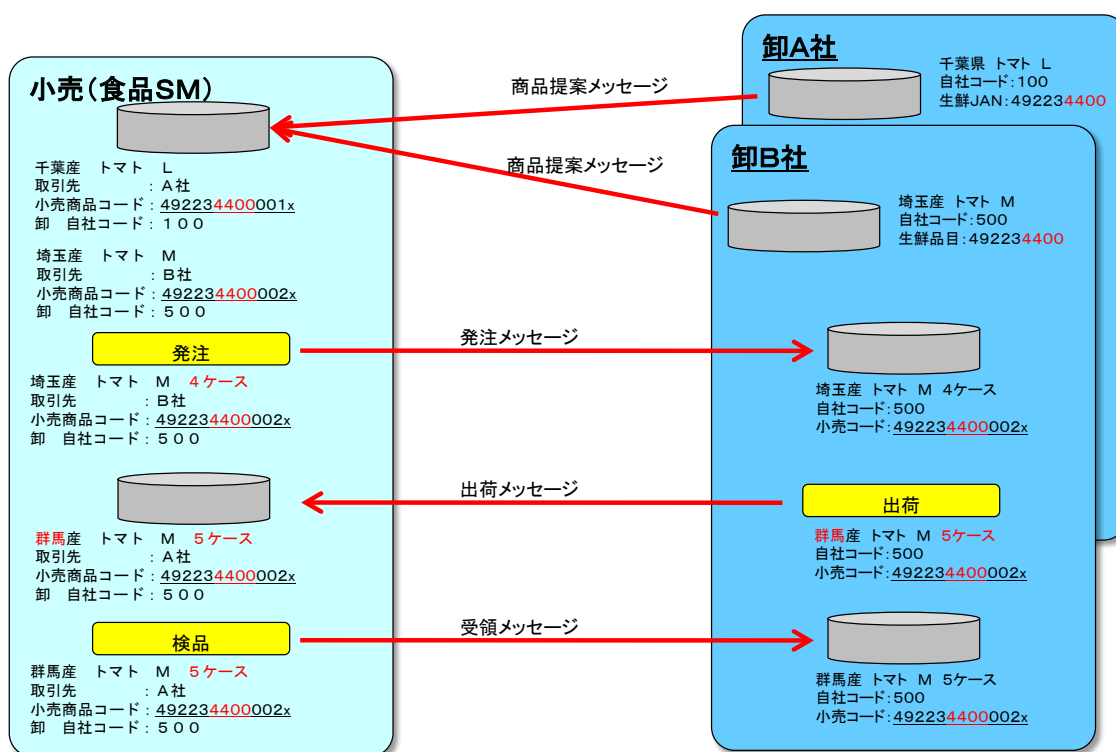 小売（食品SM）
千葉産　トマト　L
取引先　　　　：A社
小売商品コード：492234400001x
卸　自社コード：１００
埼玉産　トマト　M
取引先　　　　：B社
小売商品コード：492234400002x
卸　自社コード：５００
発注
埼玉産　トマト　M　４ケース
取引先　　　　：B社
小売商品コード：492234400002x
卸　自社コード：５００
群馬産　トマト　M　５ケース
取引先　　　　：A社
小売商品コード：492234400002x
卸　自社コード：５００
検品
群馬産　トマト　M　５ケース
取引先　　　　：A社
小売商品コード：492234400002x
卸　自社コード：５００
商品提案メッセージ
商品提案メッセージ
発注メッセージ
出荷メッセージ
受領メッセージ
卸A社
千葉県 トマト L
自社コード：100
生鮮JAN：492234400
卸B社
埼玉産 トマト M
自社コード：500
生鮮品目：492234400
埼玉産 トマト M 4ケース
自社コード：500
小売コード：492234400002x
出荷
群馬産 トマト M 5ケース
自社コード：500
小売コード：492234400002x
群馬産 トマト M 5ケース
自社コード：500
小売コード：492234400002x